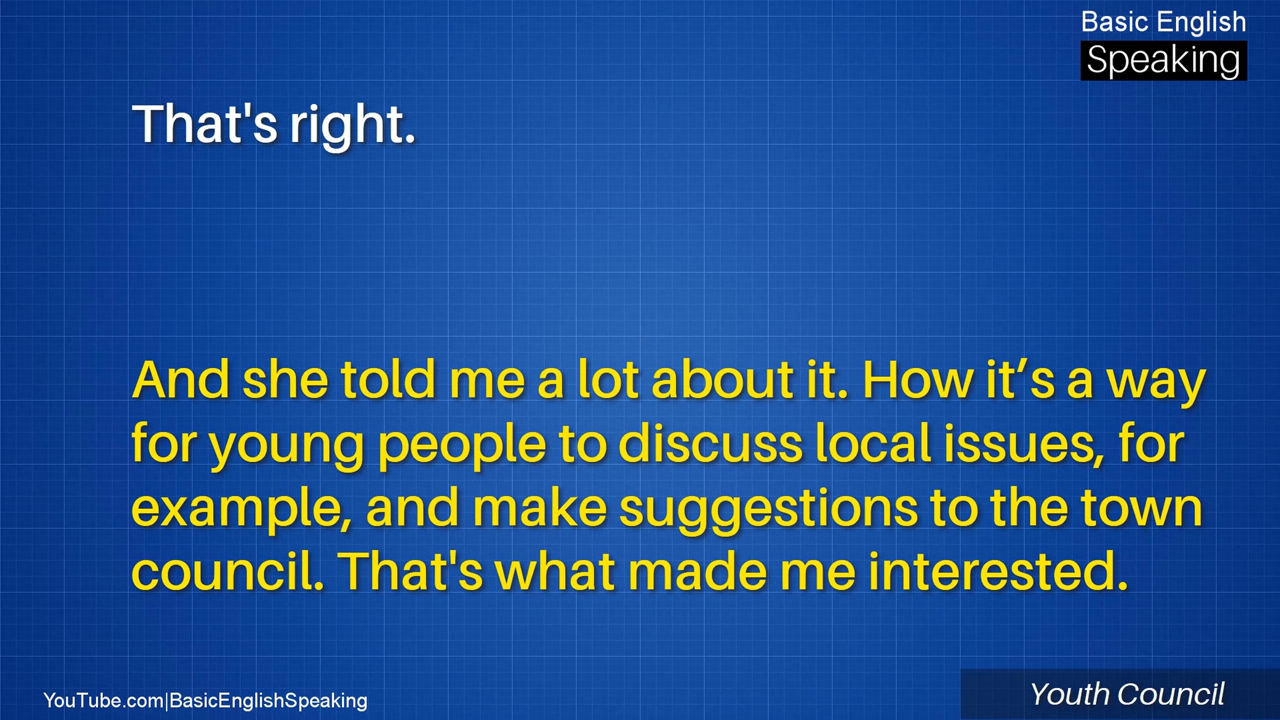 Basic English
Speaking
That's right.
And she told me a lot about it. How it’s a way
for young people to discuss local issues, for
example, and make suggestions to the town
council. That's what made me interested.
YouTube.com|BasicEnglishSpeaking
Youth Council